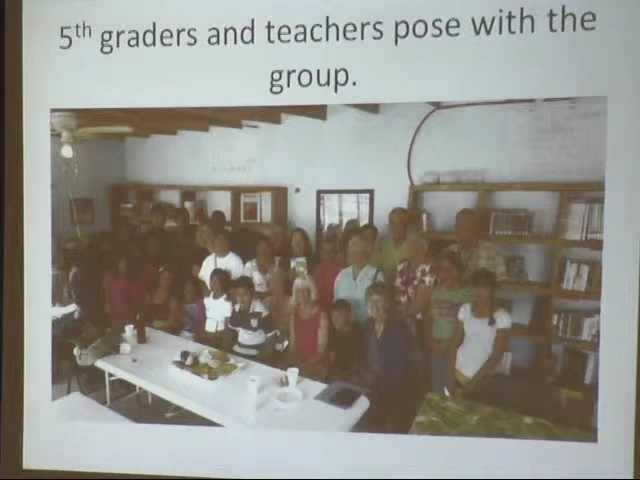 5th graders and teachers pose with the
group.